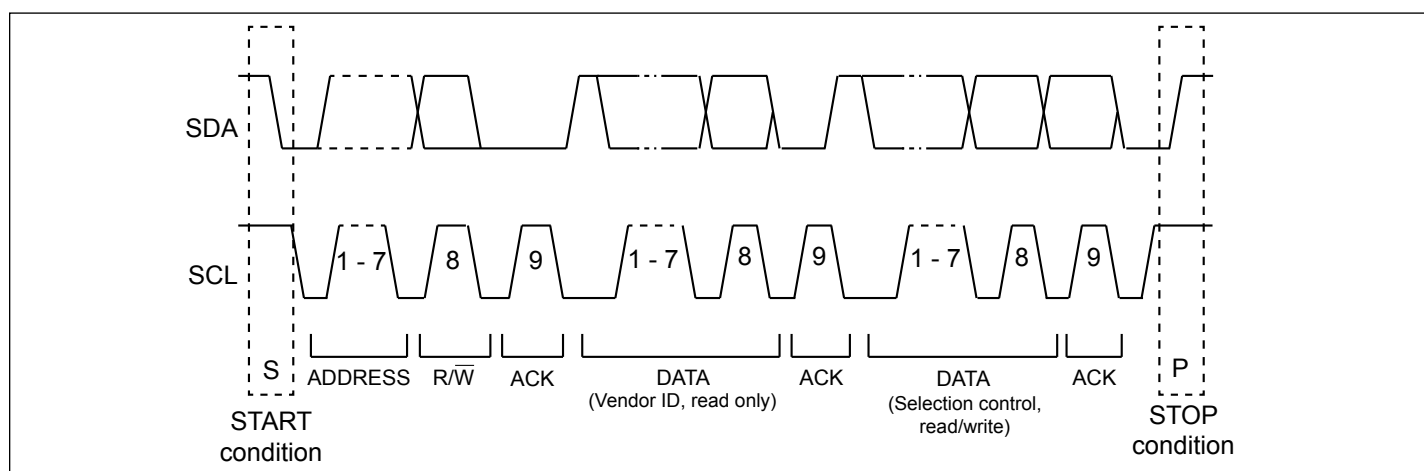 SDA
SCL
1 - 7
8
9
1 - 7
8
9
1 - 7
8
9
S
ADDRESS
R/W̅
ACK
DATA
(Vendor ID, read only)
ACK
DATA
(Selection control,
read/write)
ACK
P
START
condition
STOP
condition